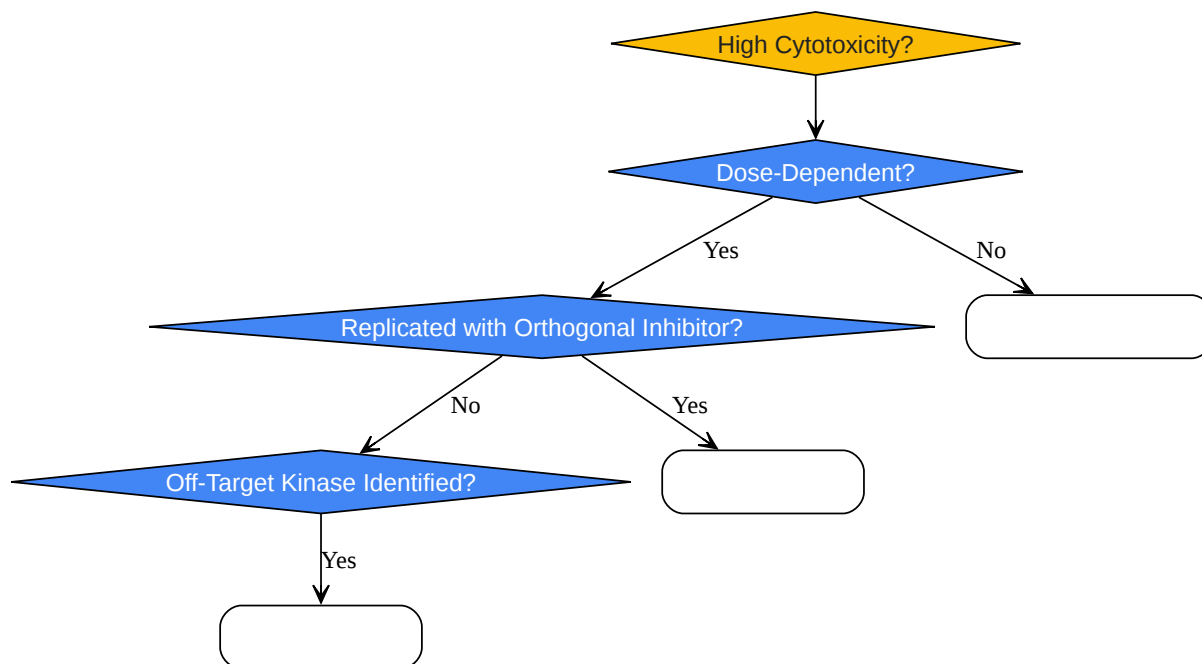 High Cytotoxicity?
Dose-Dependent?
Yes
No
Replicated with Orthogonal Inhibitor?
No
Yes
Off-Target Kinase Identified?
Yes